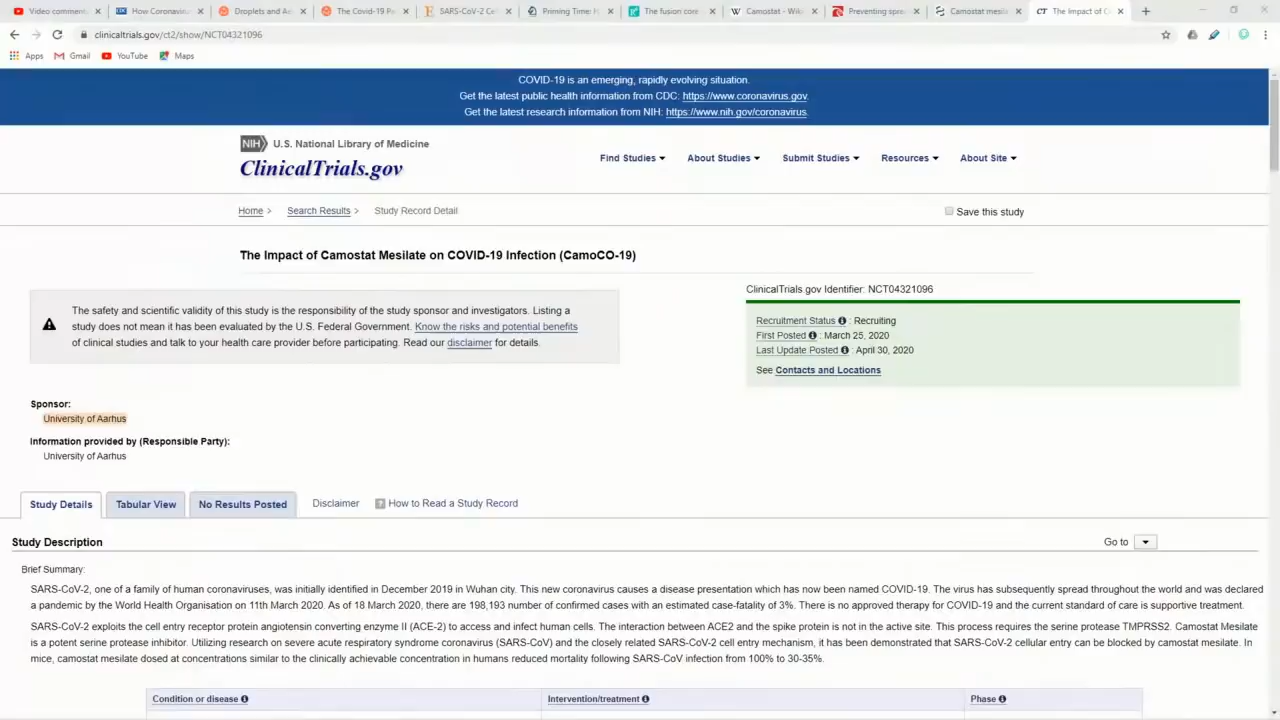 Video comment
How Coronaviru
Droplets and Ae
The Covid-19 Pa
SARS-CoV-2 Cel
Priming Time: H
The fusion core
Camostat - Wiki
Preventing spre
Camostat mesila
The Impact of C
clinicaltrials.gov/ct2/show/NCT04321096
Apps Gmail YouTube Maps
COVID-19 is an emerging, rapidly evolving situation.
Get the latest public health information from CDC: https://www.coronavirus.gov.
Get the latest research information from NIH: https://www.nih.gov/coronavirus.
NIH U.S. National Library of Medicine
ClinicalTrials.gov
Find Studies About Studies Submit Studies Resources About Site
Home > Search Results > Study Record Detail
Save this study
The Impact of Camostat Mesilate on COVID-19 Infection (CamoCO-19)
The safety and scientific validity of this study is the responsibility of the study sponsor and investigators. Listing a
study does not mean it has been evaluated by the U.S. Federal Government. Know the risks and potential benefits
of clinical studies and talk to your health care provider before participating. Read our disclaimer for details.
ClinicalTrials.gov Identifier: NCT04321096
Recruitment Status : Recruiting
First Posted : March 25, 2020
Last Update Posted : April 30, 2020
See Contacts and Locations
Sponsor:
University of Aarhus
Information provided by (Responsible Party):
University of Aarhus
Study Details Tabular View No Results Posted Disclaimer ? How to Read a Study Record
Study Description
Go to
Brief Summary:
SARS-CoV-2, one of a family of human coronaviruses, was initially identified in December 2019 in Wuhan city. This new coronavirus causes a disease presentation which has now been named COVID-19. The virus has subsequently spread throughout the world and was declared
a pandemic by the World Health Organisation on 11th March 2020. As of 18 March 2020, there are 198,193 number of confirmed cases with an estimated case-fatality of 3%. There is no approved therapy for COVID-19 and the current standard of care is supportive treatment.
SARS-CoV-2 exploits the cell entry receptor protein angiotensin converting enzyme II (ACE-2) to access and infect human cells. The interaction between ACE2 and the spike protein is not in the active site. This process requires the serine protease TMPRSS2. Camostat Mesilate
is a potent serine protease inhibitor. Utilizing research on severe acute respiratory syndrome coronavirus (SARS-CoV) and the closely related SARS-CoV-2 cell entry mechanism, it has been demonstrated that SARS-CoV-2 cellular entry can be blocked by camostat mesilate. In
mice, camostat mesilate dosed at concentrations similar to the clinically achievable concentration in humans reduced mortality following SARS-CoV infection from 100% to 30-35%.
Condition or disease Intervention/treatment Phase